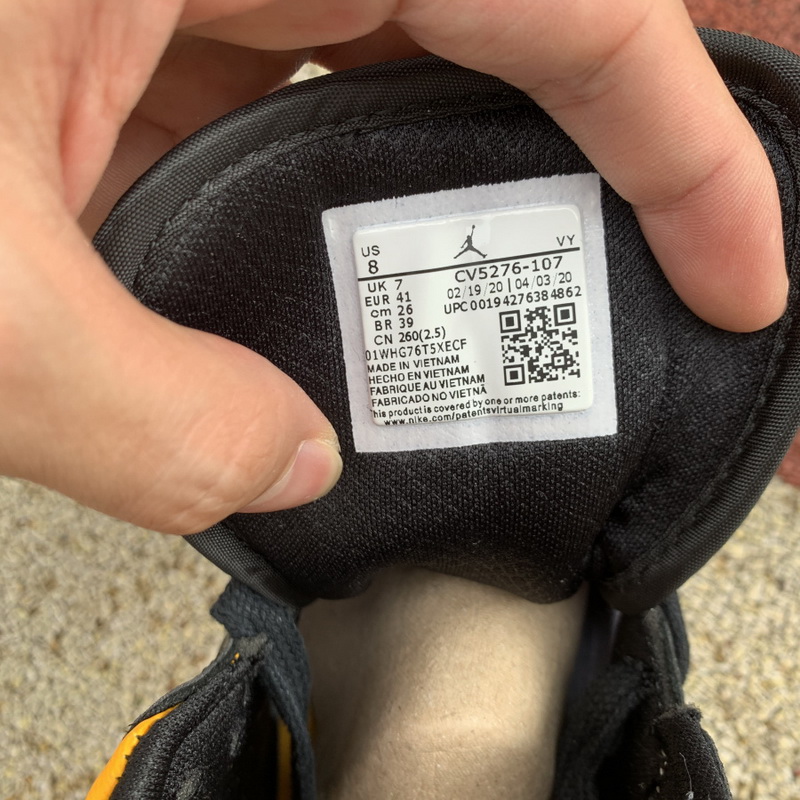 US VY
8
UK 7 CV5276-107
EUR 41 02/19/20 | 04/03/20
cm 26 UPC 00194276384862
BR 39
CN 260(2.5)
01WHG76T5XECF
MADE IN VIETNAM
HECHO EN VIETNAM
FABRIQUE AU VIETNAM
FABRICADO NO VIETNÃ
This product is covered by one or more patents:
www.nike.com/patentsvirtualmarking